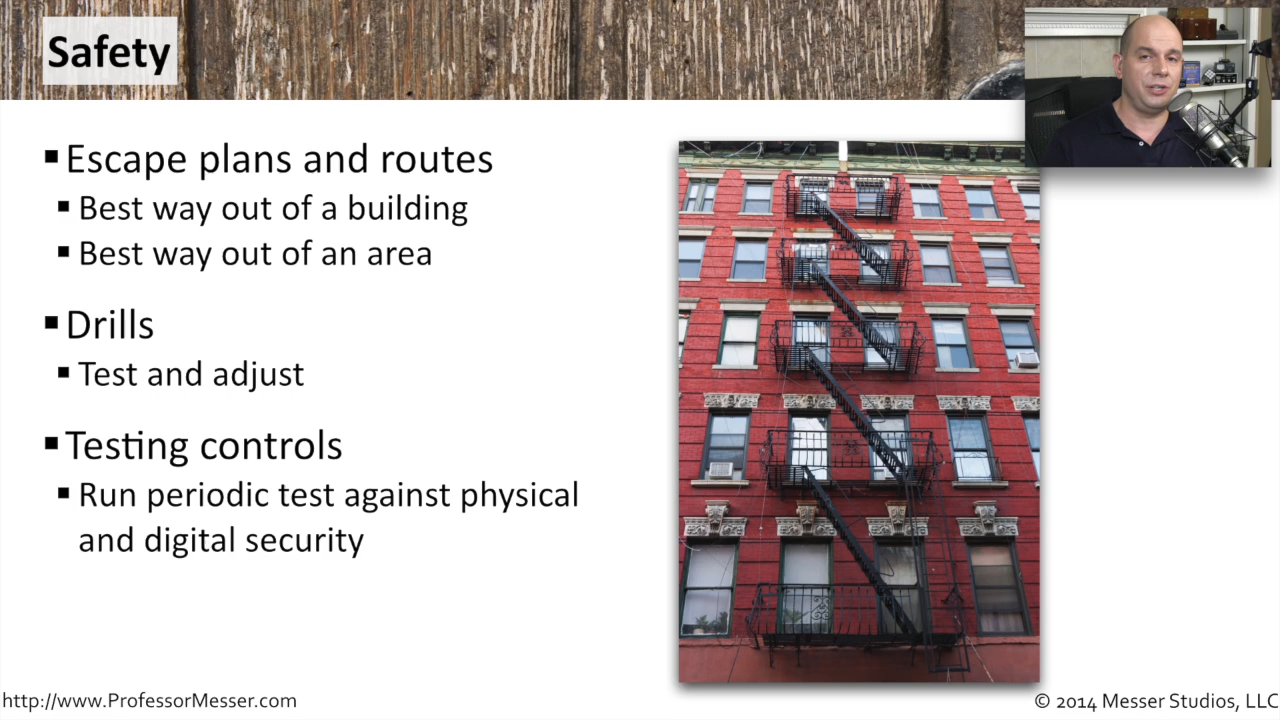 Safety
▪ Escape plans and routes
▪ Best way out of a building
▪ Best way out of an area
▪ Drills
▪ Test and adjust
▪ Testing controls
▪ Run periodic test against physical
and digital security
http://www.ProfessorMesser.com
© 2014 Messer Studios, LLC